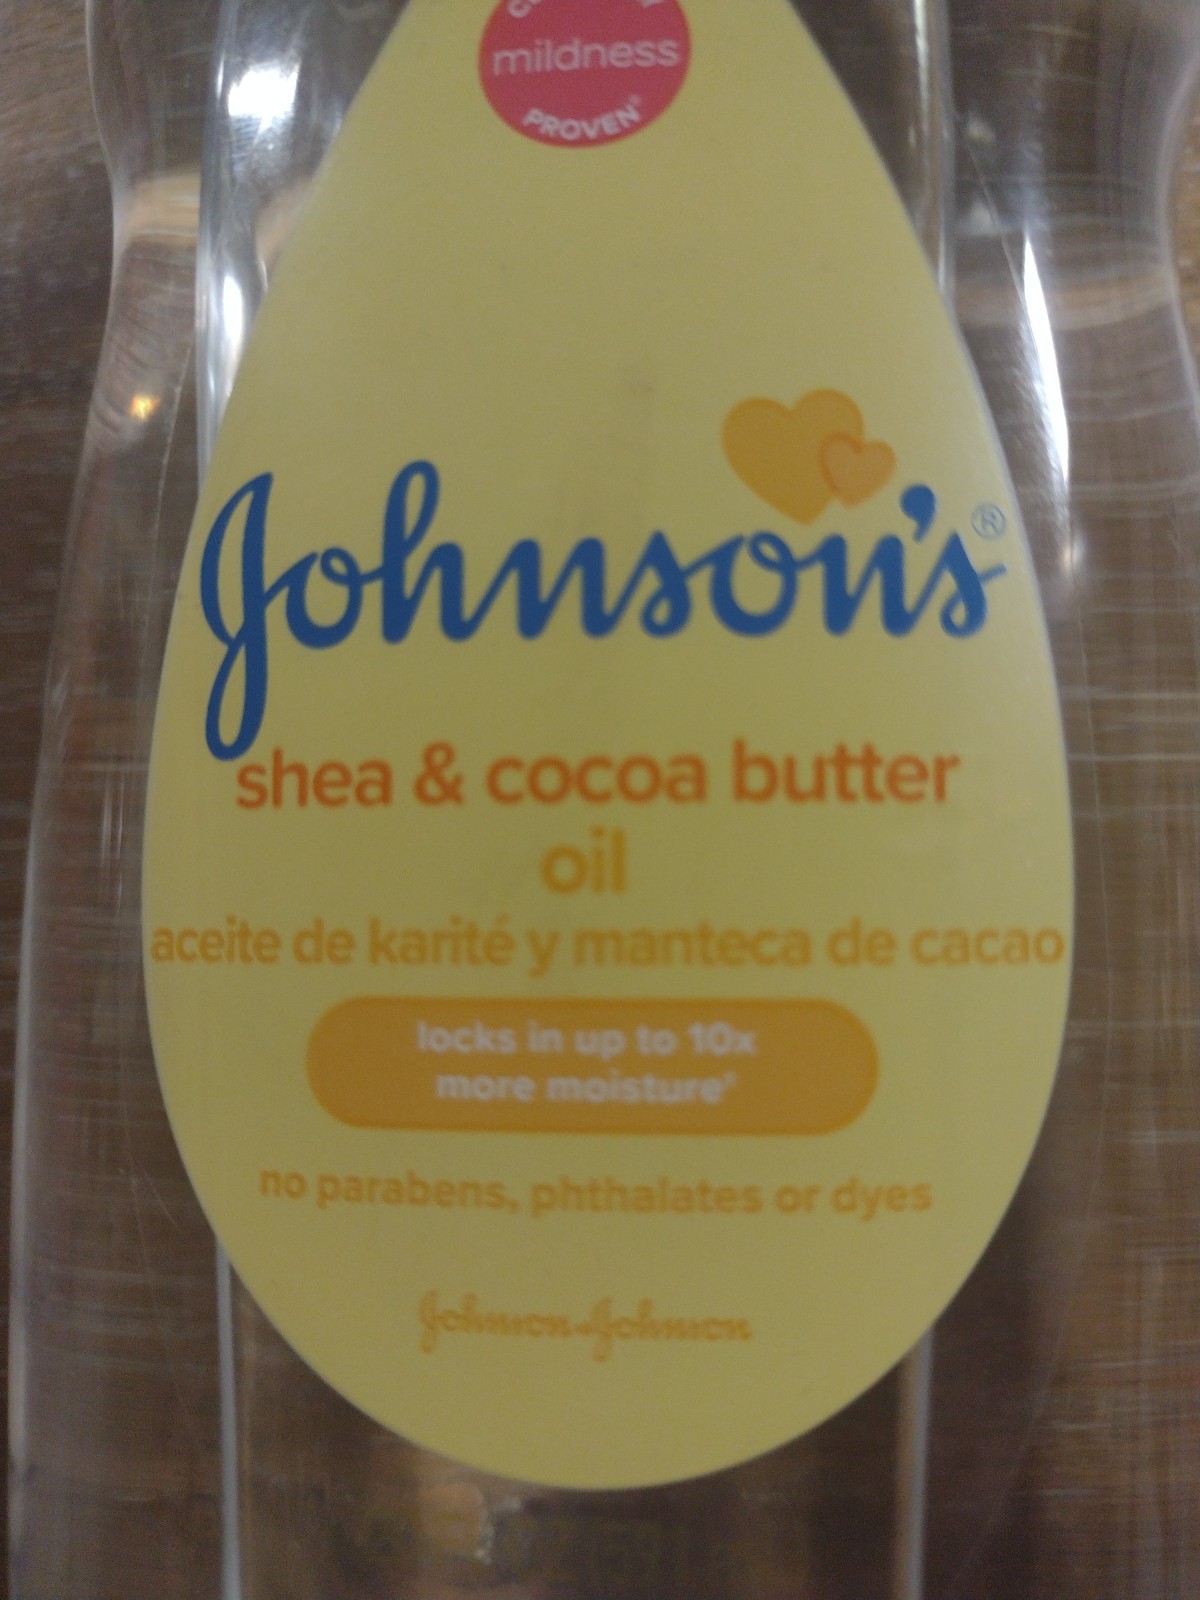 mildness
PROVEN®
Johnson's®
shea & cocoa butter
oil
aceite de karité y manteca de cacao
locks in up to 10x
more moisture*
no parabens, phthalates or dyes
Johnson & Johnson